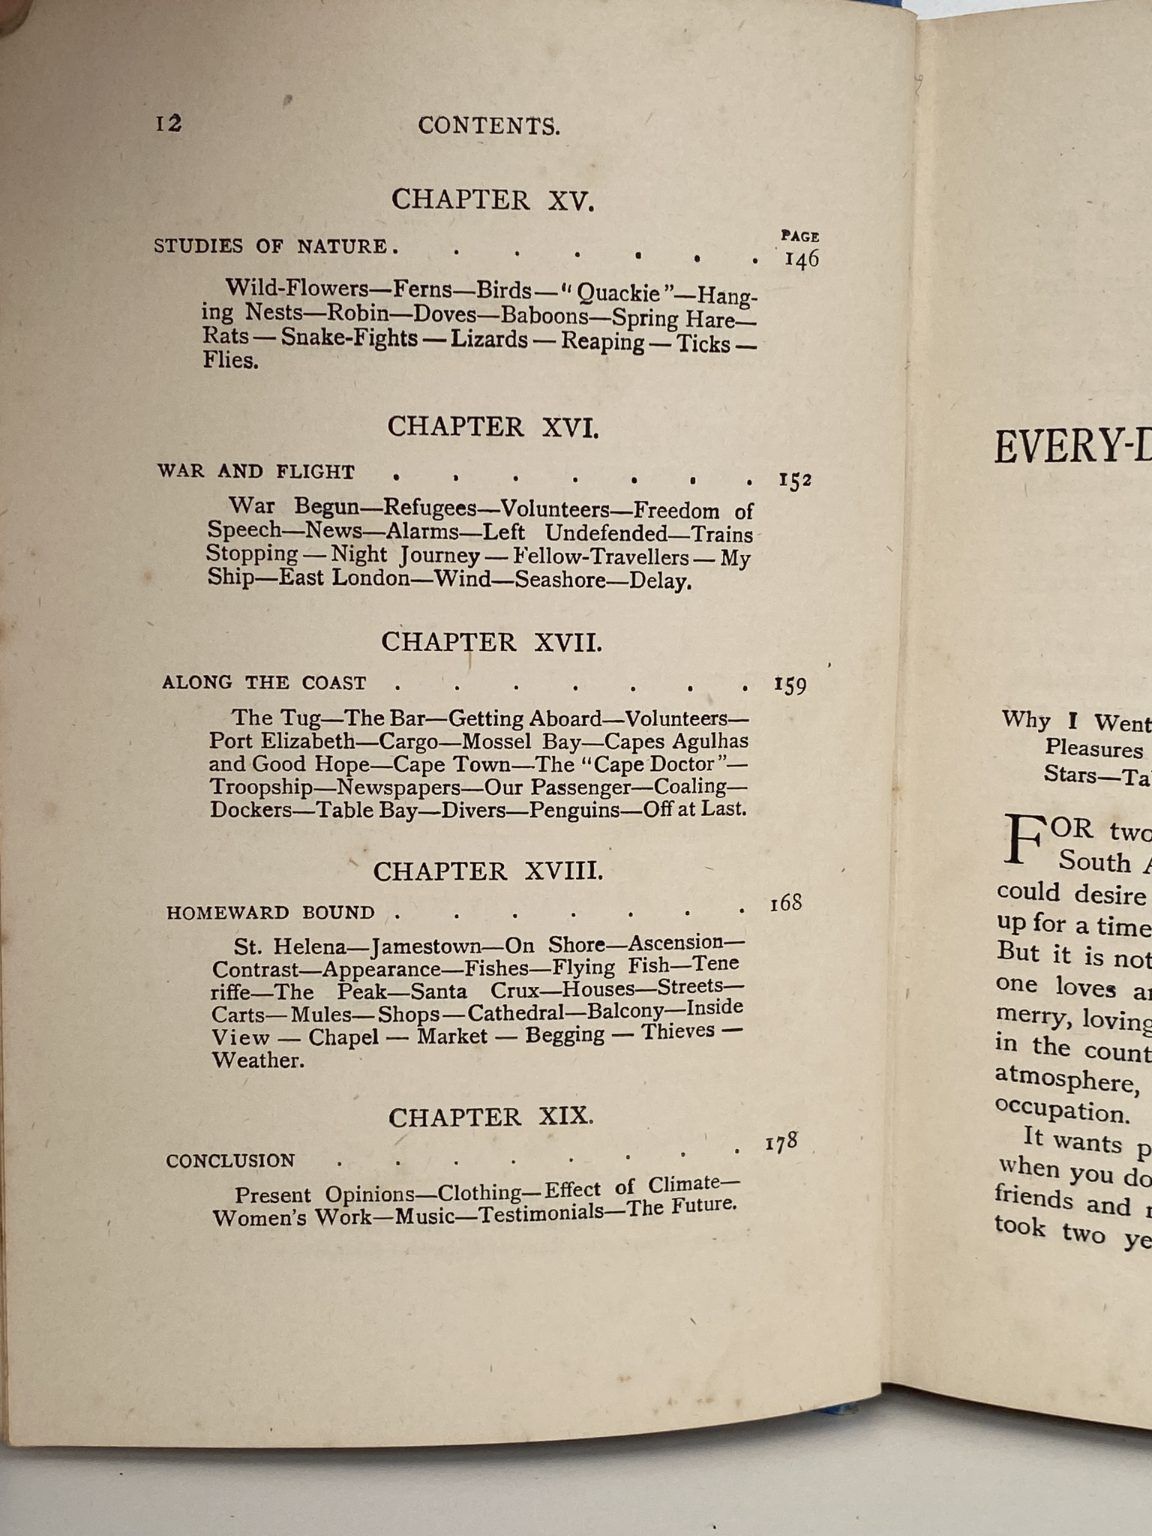 12 CONTENTS.
CHAPTER XV.
PAGE
STUDIES OF NATURE . . . . . . . 146
Wild-Flowers—Ferns—Birds—“Quackie”—Hang-
ing Nests—Robin—Doves—Baboons—Spring Hare—
Rats — Snake-Fights — Lizards — Reaping — Ticks —
Flies.
CHAPTER XVI.
WAR AND FLIGHT . . . . . . . 152
War Begun—Refugees—Volunteers—Freedom of
Speech—News—Alarms—Left Undefended—Trains
Stopping — Night Journey — Fellow-Travellers — My
Ship—East London—Wind—Seashore—Delay.
CHAPTER XVII.
ALONG THE COAST . . . . . . . 159
The Tug—The Bar—Getting Aboard—Volunteers—
Port Elizabeth—Cargo—Mossel Bay—Capes Agulhas
and Good Hope—Cape Town—The “Cape Doctor”—
Troopship—Newspapers—Our Passenger—Coaling—
Dockers—Table Bay—Divers—Penguins—Off at Last.
CHAPTER XVIII.
HOMEWARD BOUND . . . . . . . 168
St. Helena—Jamestown—On Shore—Ascension—
Contrast—Appearance—Fishes—Flying Fish—Tene
riffe—The Peak—Santa Crux—Houses—Streets—
Carts—Mules—Shops—Cathedral—Balcony—Inside
View — Chapel — Market — Begging — Thieves —
Weather.
CHAPTER XIX.
CONCLUSION . . . . . . . . 178
Present Opinions—Clothing—Effect of Climate—
Women's Work—Music—Testimonials—The Future.
EVERY-D
Why I Went
Pleasures
Stars—Ta
FOR two
South A
could desire
up for a time
But it is not
one loves a
merry, loving
in the count
atmosphere,
occupation.
It wants p
when you do
friends and
took two ye